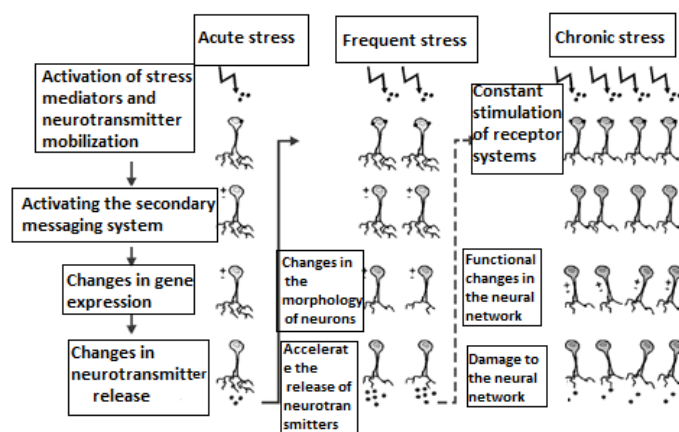 Acute stress
Frequent stress
Chronic stress
Activation of stress
mediators and
neurotransmitter
mobilization
Activating the secondary
messaging system
Changes in gene
expression
Changes in
neurotransmitter
release
Changes in
the
morphology
of neurons
Accelerat
e the
release of
neurotran
smitters
Constant
stimulation
of receptor
systems
Functional
changes in
the neural
network
Damage to
the neural
network